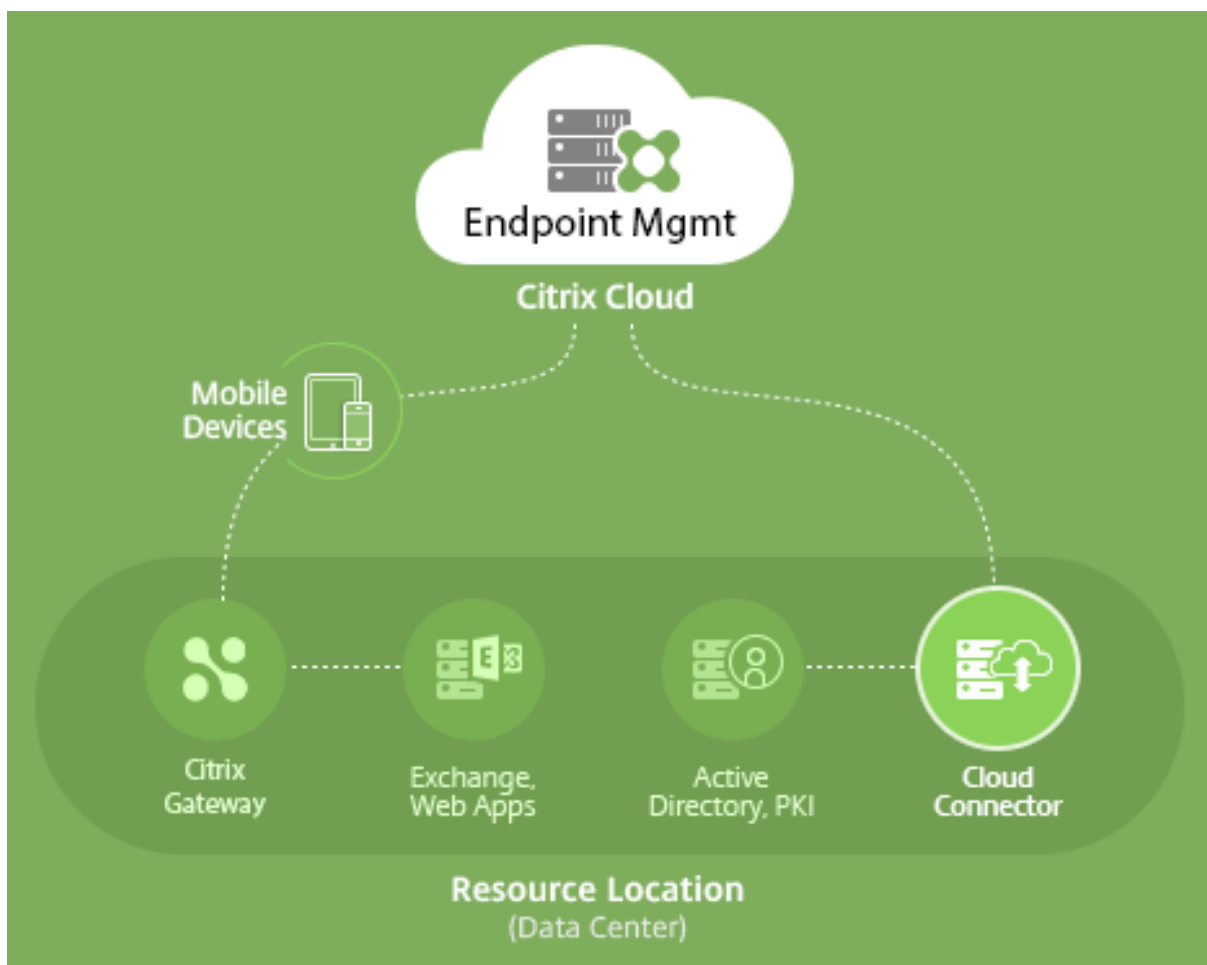 Endpoint Mgmt
Citrix Cloud
Mobile
Devices
E
Citrix
Gateway
Exchange,
Web Apps
Active
Directory, PKI
Cloud
Connector
Resource Location
(Data Center)